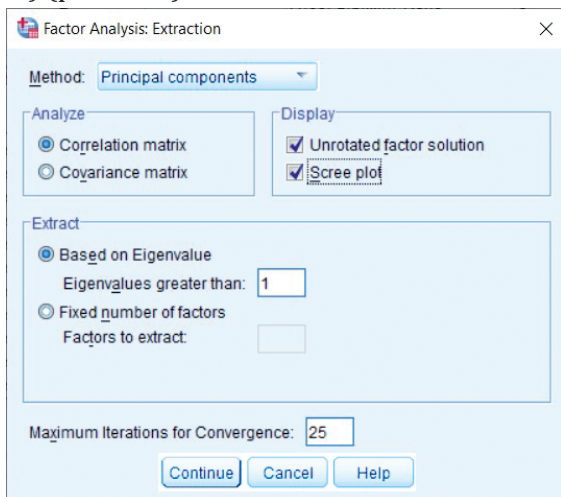 Factor Analysis: Extraction
Method: Principal components
Analyze
Correlation matrix
Covariance matrix
Display
Unrotated factor solution
Scree plot
Extract
Based on Eigenvalue
Eigenvalues greater than: 1
Fixed number of factors
Factors to extract:
Maximum Iterations for Convergence: 25
Continue Cancel Help